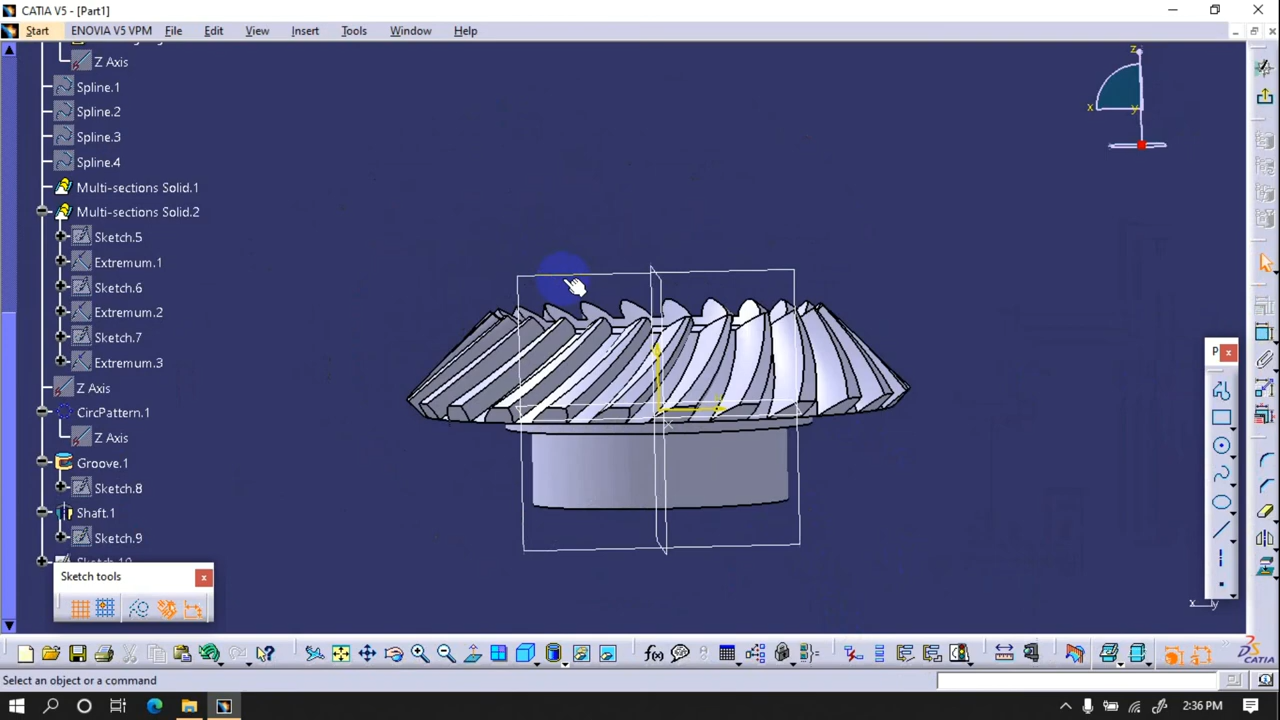 CATIA V5 - [Part1]
Start ENOVIA V5 VPM File Edit View Insert Tools Window Help
Z Axis
Spline.1
Spline.2
Spline.3
Spline.4
Multi-sections Solid.1
Multi-sections Solid.2
Sketch.5
Extremum.1
Sketch.6
Extremum.2
Sketch.7
Extremum.3
Z Axis
CircPattern.1
Z Axis
Groove.1
Sketch.8
Shaft.1
Sketch.9
Sketch.10
Sketch tools
z
x
y
P
x y
f(x)
CATIA
Select an object or a command
2:36 PM